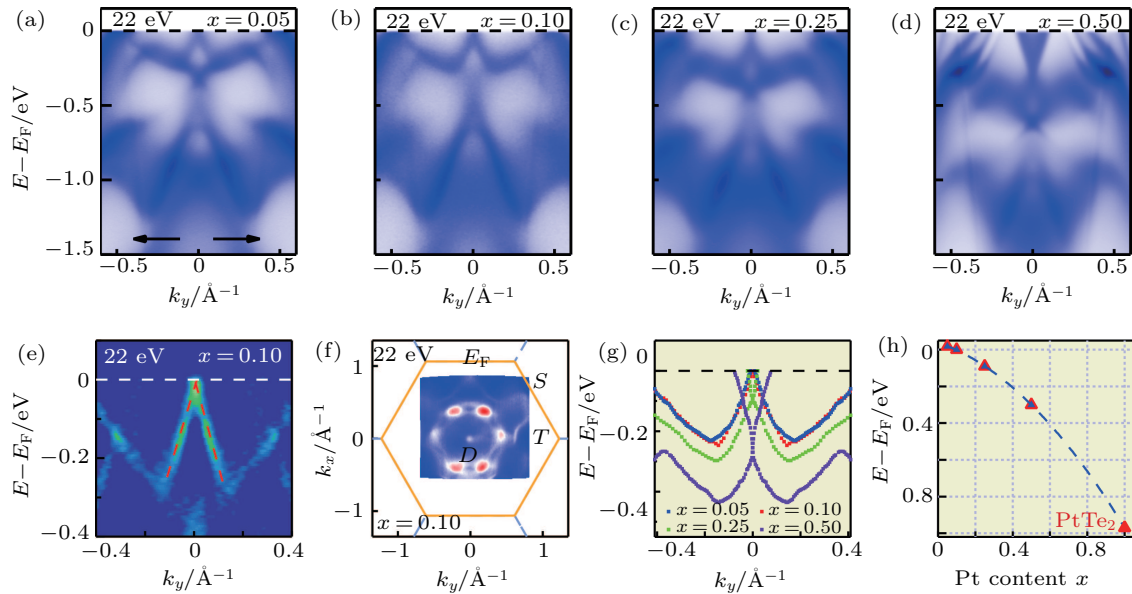 (a) 22 eV x = 0.05
(b) 22 eV x = 0.10
(c) 22 eV x = 0.25
(d) 22 eV x = 0.50
E−E_F/eV
0
−0.5
−1.0
−1.5
−0.5 0 0.5
−0.5 0 0.5
−0.5 0 0.5
−0.5 0 0.5
k_y/Å⁻¹
k_y/Å⁻¹
k_y/Å⁻¹
k_y/Å⁻¹
(e) 22 eV x = 0.10
E−E_F/eV
0
−0.2
−0.4
−0.4 0 0.4
k_y/Å⁻¹
(f) 22 eV E_F
k_x/Å⁻¹
1
0
−1
S
T
D
x = 0.10
−1 0 1
k_y/Å⁻¹
(g)
E−E_F/eV
0
−0.2
−0.4
x = 0.05 x = 0.10
x = 0.25 x = 0.50
−0.4 0 0.4
k_y/Å⁻¹
(h)
E−E_F/eV
0
0.4
0.8
PtTe₂
0 0.4 0.8
Pt content x